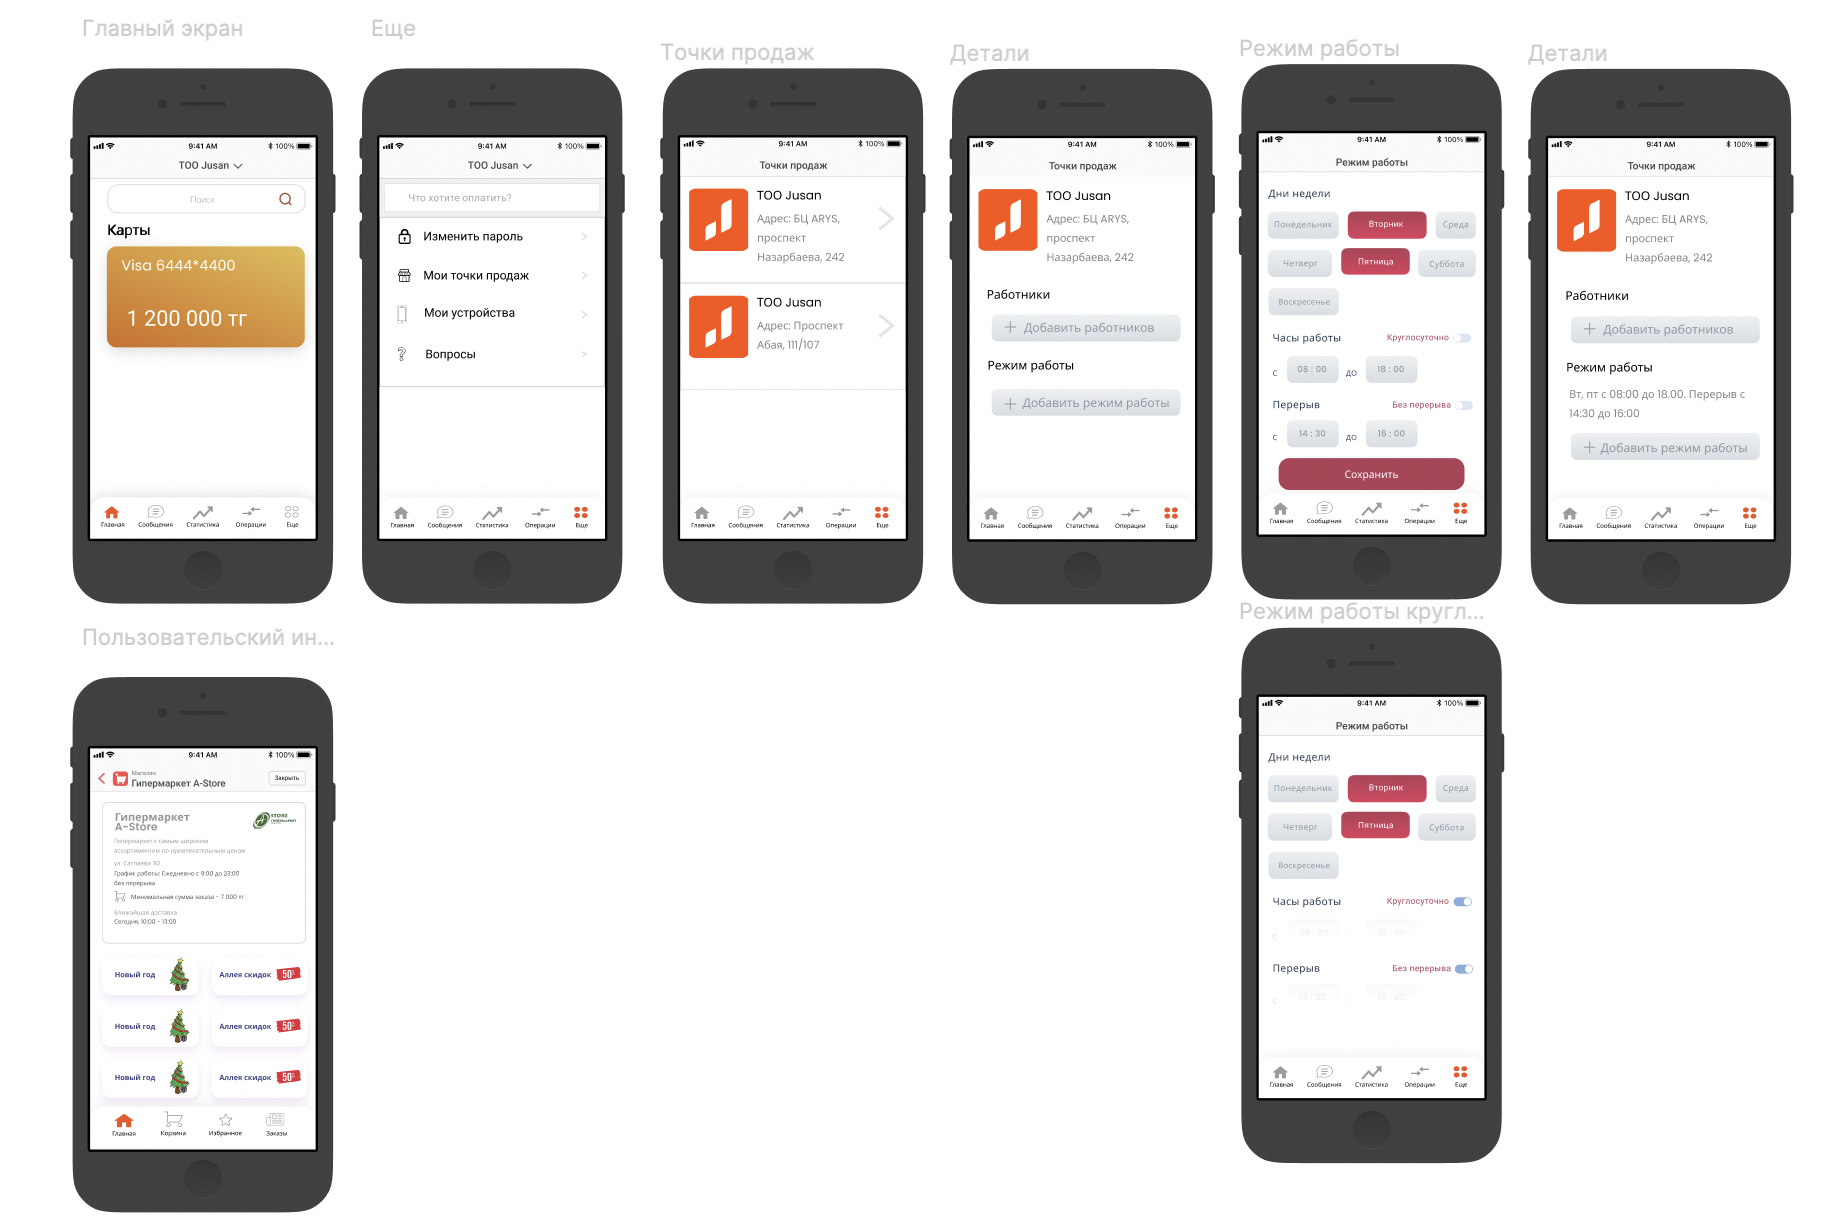 Главный экран
9:41 AM
100%
ТОО Jusan
Поиск
Карты
Visa 6444*4400
1 200 000 тг
Главная
Сообщения
Статистика
Операции
Еще
Еще
9:41 AM
100%
ТОО Jusan
Что хотите оплатить?
Изменить пароль
Мои точки продаж
Мои устройства
Вопросы
Главная
Сообщения
Статистика
Операции
Еще
Точки продаж
9:41 AM
100%
Точки продаж
ТОО Jusan
Адрес: БЦ ARYS,
проспект
Назарбаева, 242
ТОО Jusan
Адрес: Проспект
Абая, 111/107
Главная
Сообщения
Статистика
Операции
Еще
Детали
9:41 AM
100%
Точки продаж
ТОО Jusan
Адрес: БЦ ARYS,
проспект
Назарбаева, 242
Работники
+ Добавить работников
Режим работы
+ Добавить режим работы
Главная
Сообщения
Статистика
Операции
Еще
Режим работы
9:41 AM
100%
Режим работы
Дни недели
Понедельник
Вторник
Среда
Четверг
Пятница
Суббота
Воскресенье
Часы работы
Круглосуточно
с 08 : 00 до 18 : 00
Перерыв
Без перерыва
с 14 : 30 до 16 : 00
Сохранить
Главная
Сообщения
Статистика
Операции
Еще
Детали
9:41 AM
100%
Точки продаж
ТОО Jusan
Адрес: БЦ ARYS,
проспект
Назарбаева, 242
Работники
+ Добавить работников
Режим работы
Вт, пт с 08:00 до 18.00. Перерыв с
14:30 до 16:00
+ Добавить режим работы
Главная
Сообщения
Статистика
Операции
Еще
Пользовательский ин...
9:41 AM
100%
Магазин
Гипермаркет A-Store
Закрыть
Гипермаркет
A-Store
STORE
ГИПЕРМАРКЕТ
Гипермаркет с самым широким
ассортиментом по привлекательным ценам
ул. Сатпаева 90
График работы: Ежедневно с 9:00 до 23:00
без перерыва
Минимальная сумма заказа - 7 000 тг
Ближайшая доставка
Сегодня, 10:00 - 13:00
Новый год
Аллея скидок
50%
Новый год
Аллея скидок
50%
Новый год
Аллея скидок
50%
Главная
Корзина
Избранное
Заказы
Режим работы кругл...
9:41 AM
100%
Режим работы
Дни недели
Понедельник
Вторник
Среда
Четверг
Пятница
Суббота
Воскресенье
Часы работы
Круглосуточно
с 08 : 00 18 : 00
Перерыв
Без перерыва
с 14 : 30 16 : 00
Главная
Сообщения
Статистика
Операции
Еще